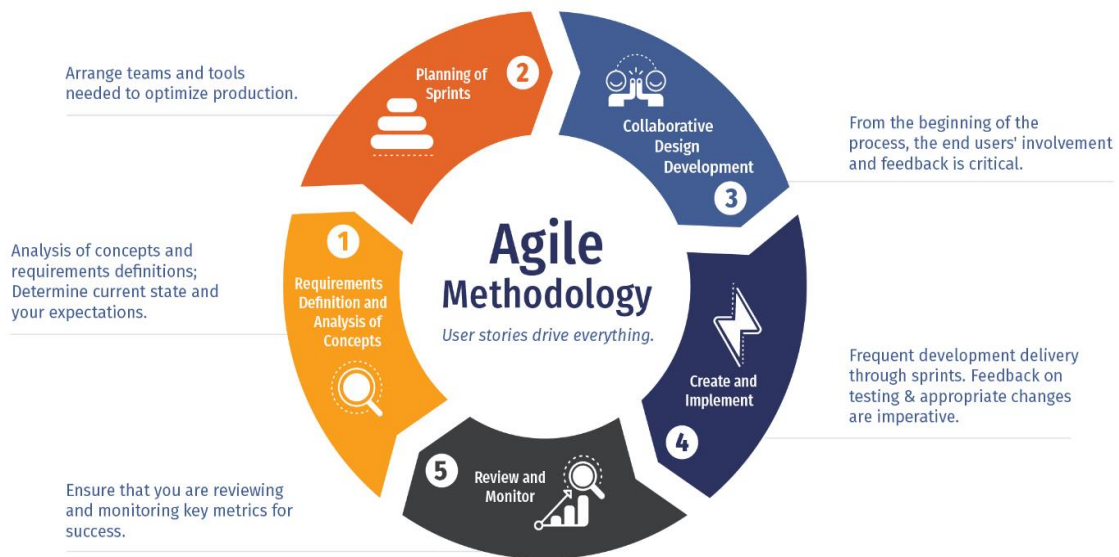 Agile
Methodology
User stories drive everything.
1
Requirements
Definition and
Analysis of
Concepts
Analysis of concepts and
requirements definitions;
Determine current state and
your expectations.
2
Planning of
Sprints
Arrange teams and tools
needed to optimize production.
Collaborative
Design
Development
3
From the beginning of the
process, the end users' involvement
and feedback is critical.
Create and
Implement
4
Frequent development delivery
through sprints. Feedback on
testing & appropriate changes
are imperative.
5
Review and
Monitor
Ensure that you are reviewing
and monitoring key metrics for
success.